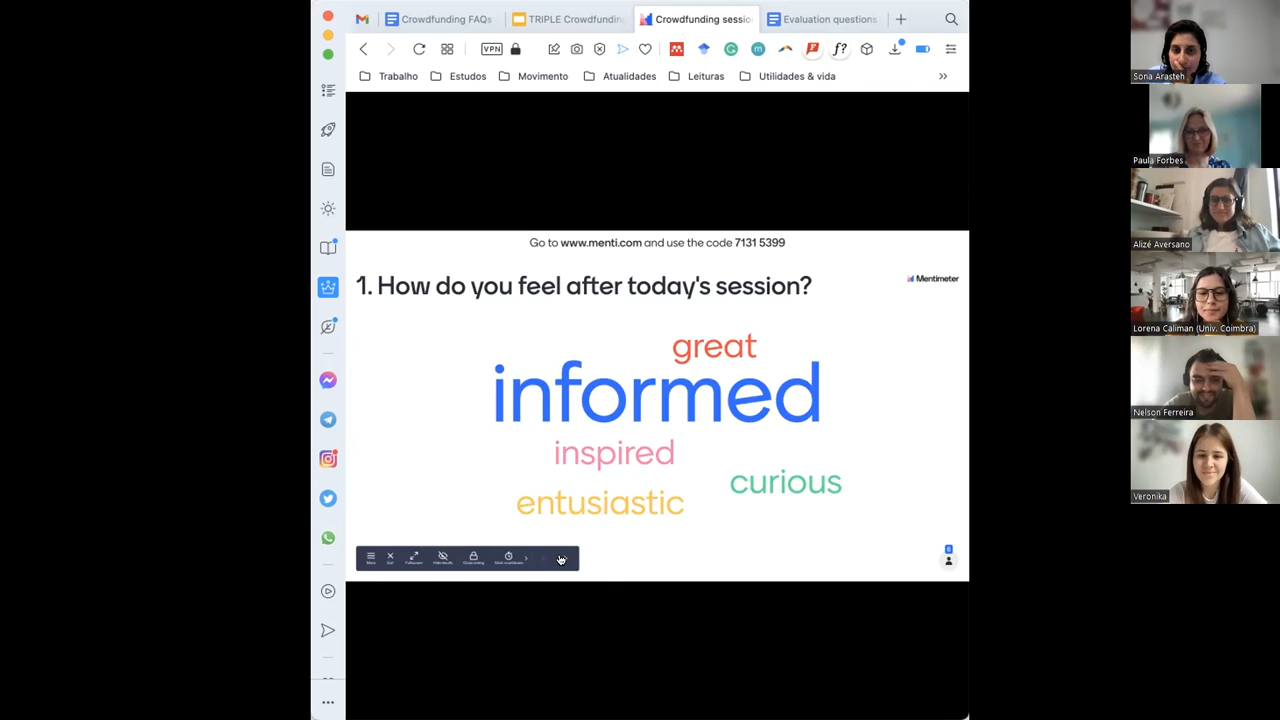 Crowdfunding FAQs
TRIPLE Crowdfunding
Crowdfunding sessio
Evaluation questions
VPN
f?
Trabalho
Estudos
Movimento
Atualidades
Leituras
Utilidades & vida
Go to www.menti.com and use the code 7131 5399
1. How do you feel after today's session?
Mentimeter
great
informed
inspired
curious
entusiastic
Sona Arasteh
Paula Forbes
Alizé Aversano
Lorena Caliman (Univ. Coimbra)
Nelson Ferreira
Veronika